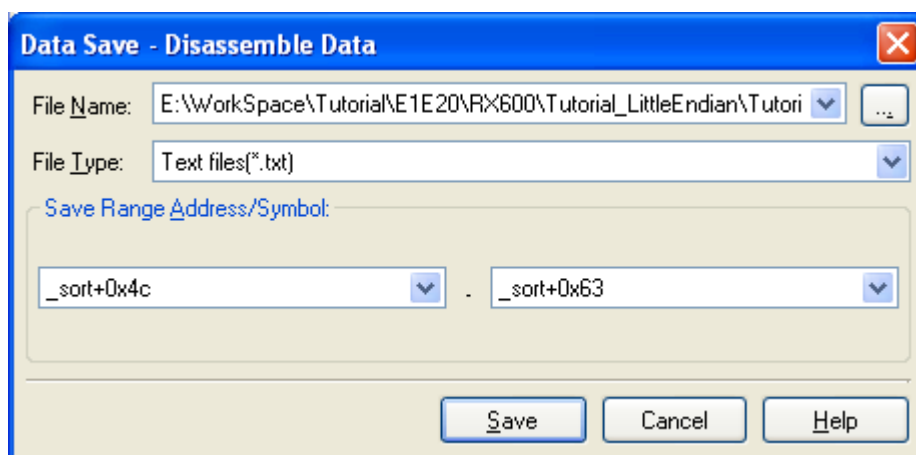 Data Save - Disassemble Data
File Name: E:\WorkSpace\Tutorial\E1E20\RX600\Tutorial_LittleEndian\Tutori ...
File Type: Text files(*.txt)
Save Range Address/Symbol:
_sort+0x4c - _sort+0x63
Save Cancel Help